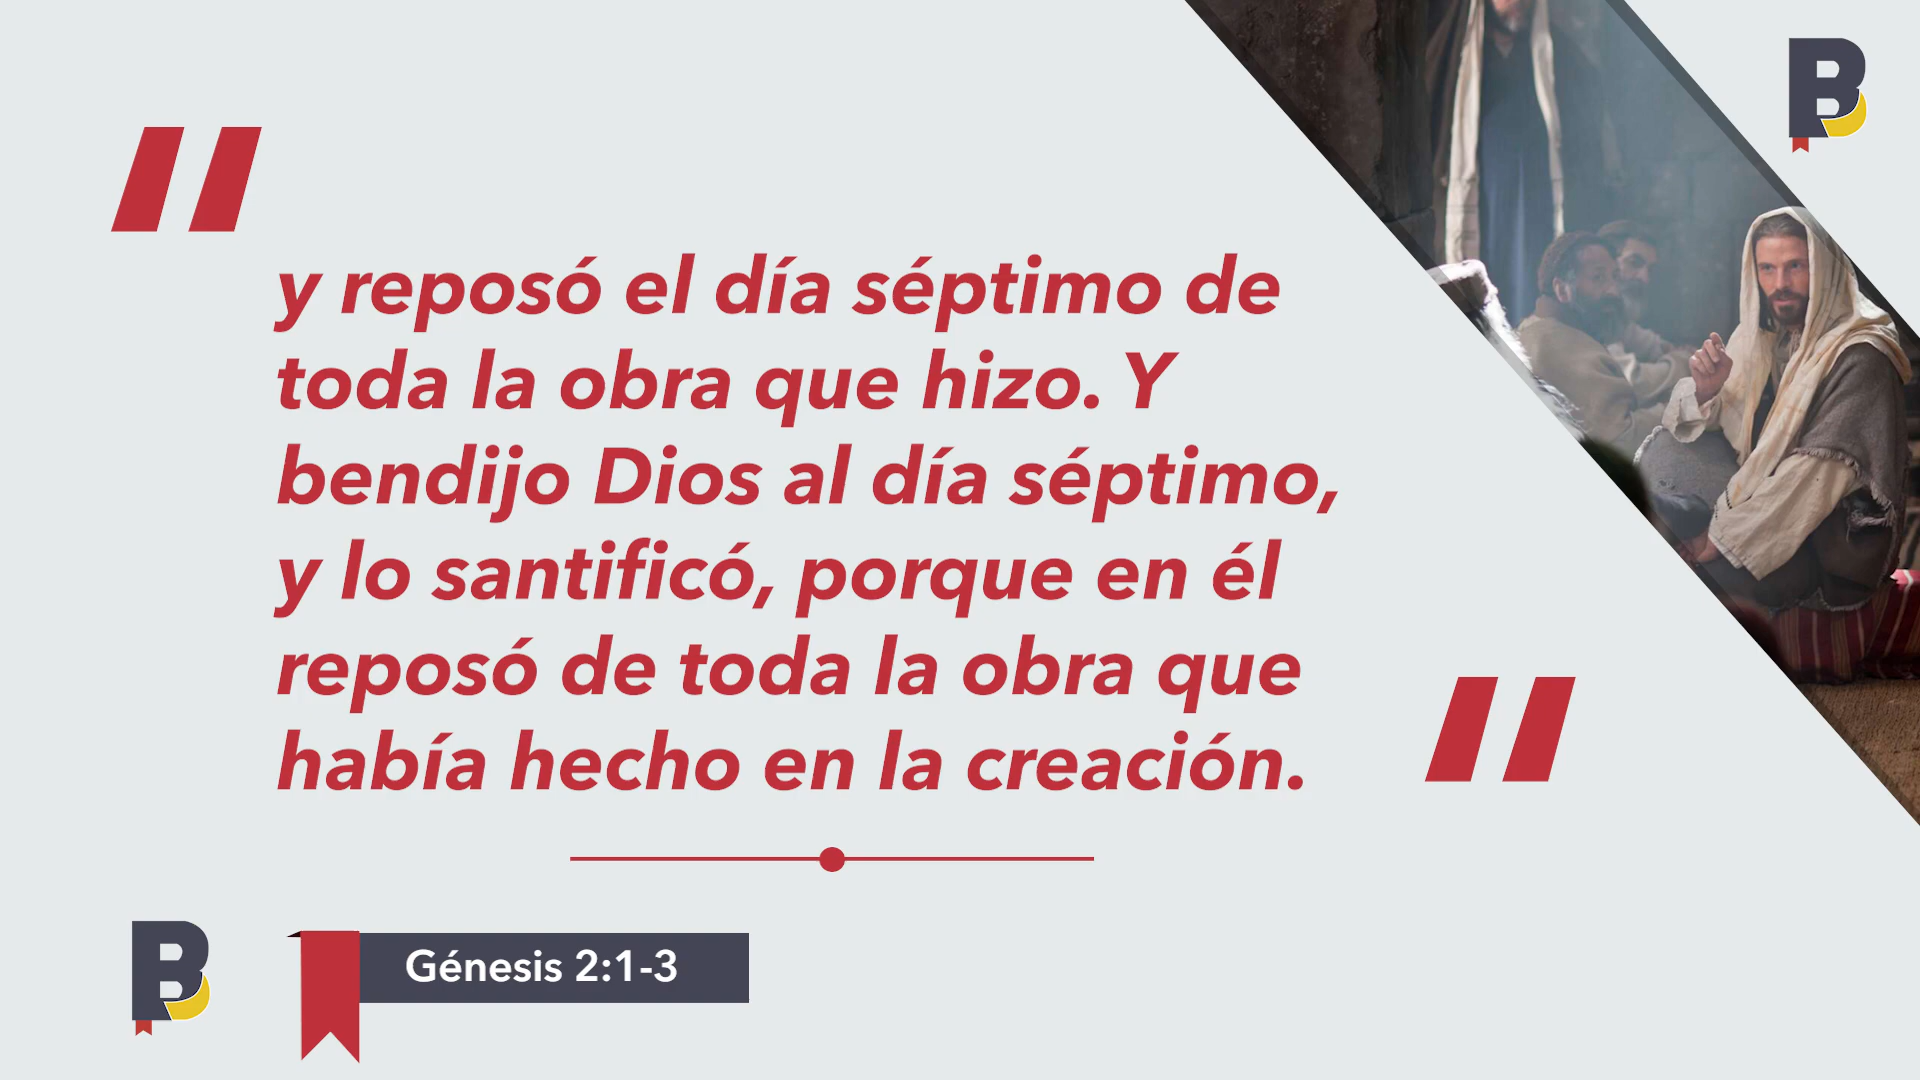 y reposó el día séptimo de
toda la obra que hizo. Y
bendijo Dios al día séptimo,
y lo santificó, porque en él
reposó de toda la obra que
había hecho en la creación.
Génesis 2:1-3